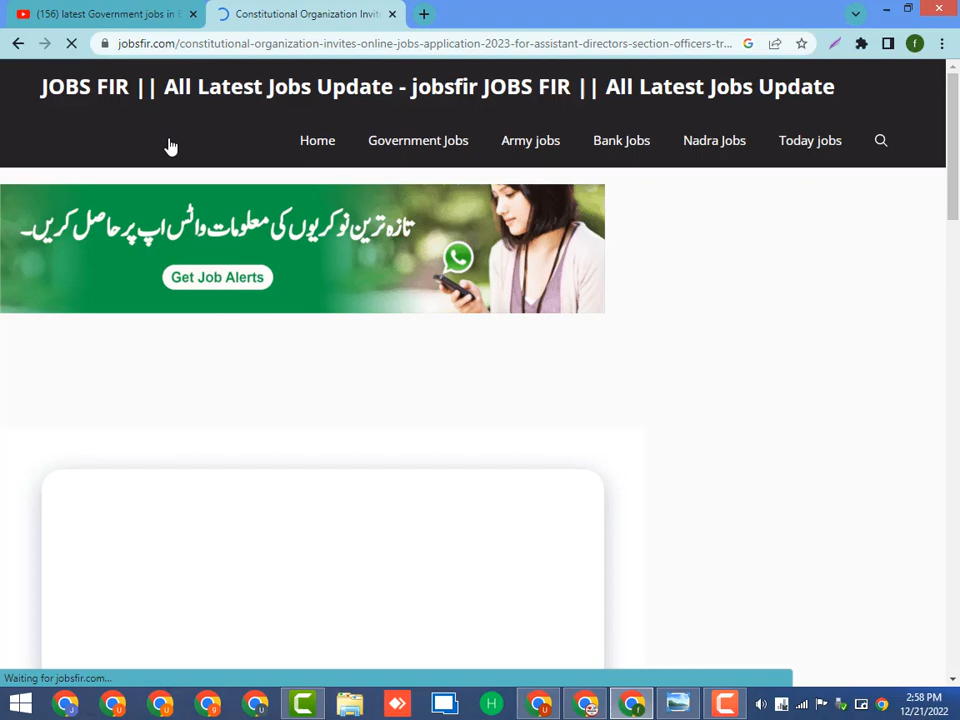 (156) latest Government jobs in
Constitutional Organization Invit
jobsfir.com/constitutional-organization-invites-online-jobs-application-2023-for-assistant-directors-section-officers-tr...
JOBS FIR || All Latest Jobs Update - jobsfir JOBS FIR || All Latest Jobs Update
Home Government Jobs Army jobs Bank Jobs Nadra Jobs Today jobs
تازہ ترین نوکریوں کی معلومات واٹس اپ پر حاصل کریں۔
Get Job Alerts
Waiting for jobsfir.com...
2:58 PM
12/21/2022